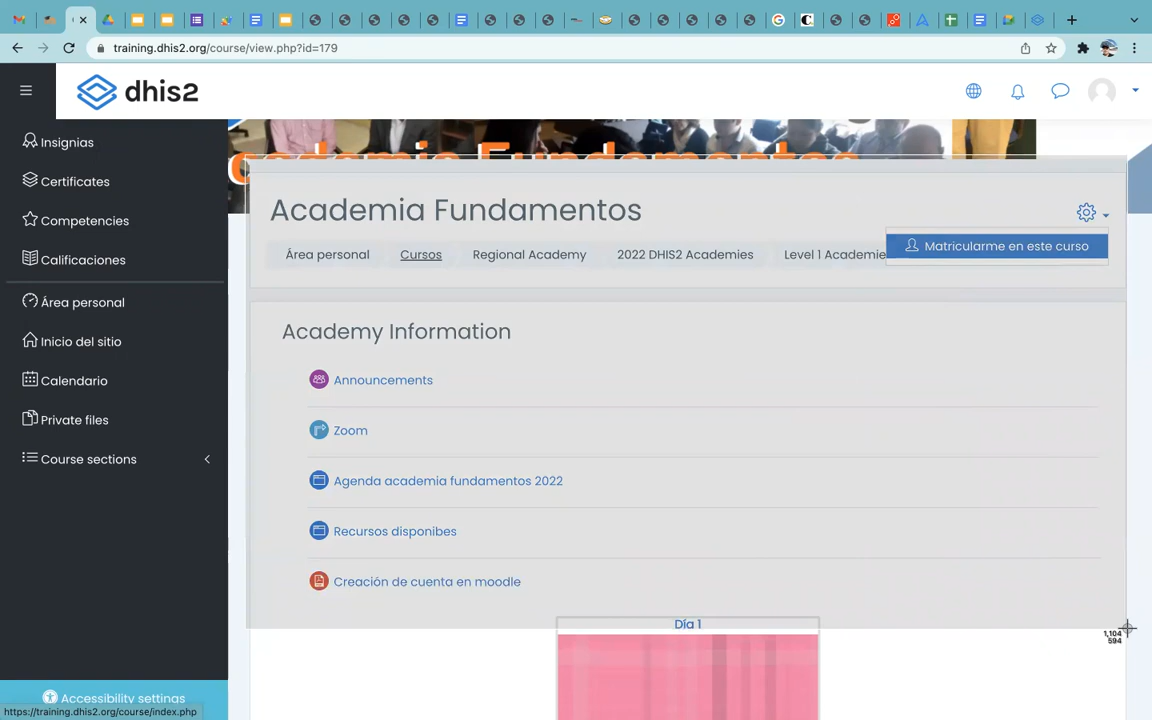 training.dhis2.org/course/view.php?id=179
dhis2
Insignias
Certificates
Competencies
Calificaciones
Área personal
Inicio del sitio
Calendario
Private files
Course sections
Accessibility settings
https://training.dhis2.org/course/index.php
Academia Fundamentos
Academia Fundamentos
Matricularme en este curso
Área personal Cursos Regional Academy 2022 DHIS2 Academies Level 1 Academie
Academy Information
Announcements
Zoom
Agenda academia fundamentos 2022
Recursos disponibes
Creación de cuenta en moodle
Día 1
1,104
594